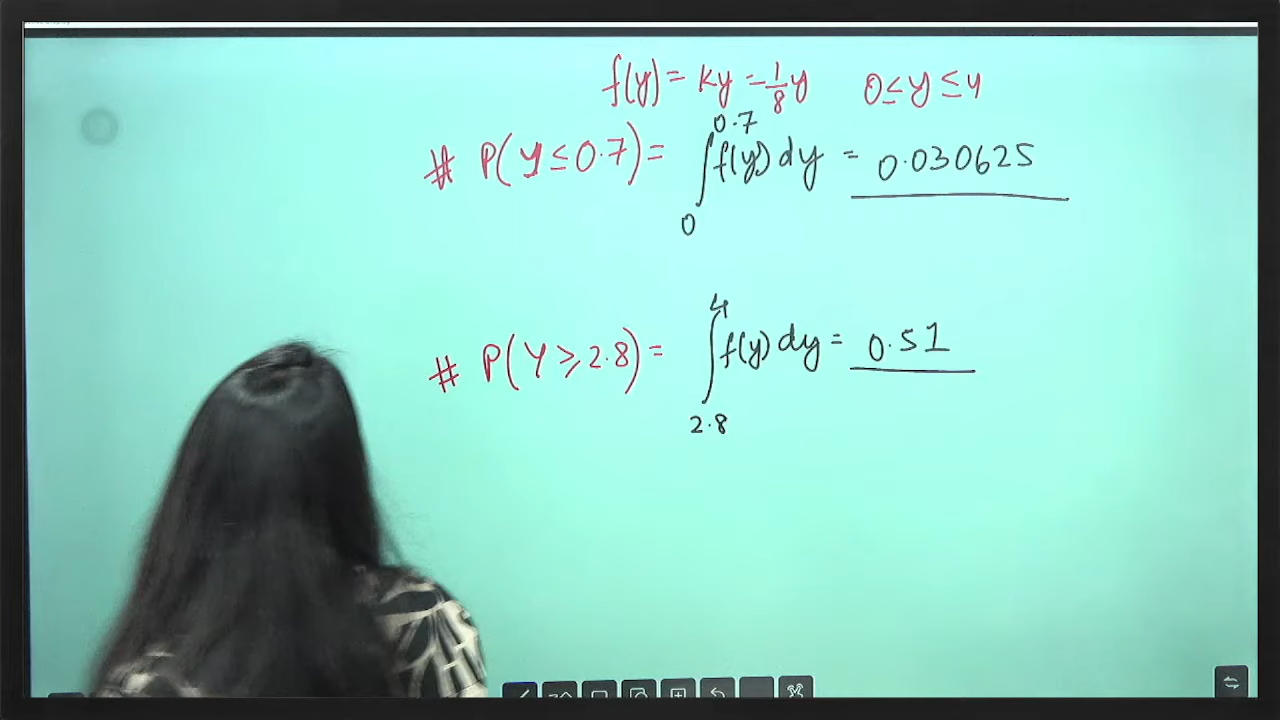 f(y) = Ky = 1/8 y 0 ≤ y ≤ 4
# P(y ≤ 0.7) = ∫₀^0.7 f(y) dy = 0.030625
# P(Y ⩾ 2.8) = ∫_2.8^4 f(y) dy = 0.51